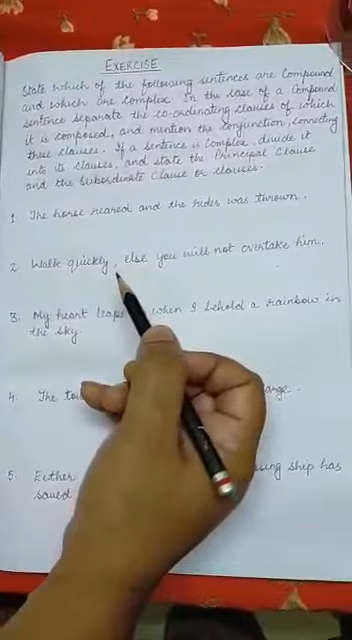 EXERCISE
State which of the following sentences are Compound
and which are Complex. In the case of a Compound
sentence separate the co-ordinating clauses of which
it is composed, and mention the conjunction, connecting
these clauses. If a sentence is Complex, divide it
into its clauses, and state the Principal Clause
and the Subordinate Clause or clauses.
1 The horse reared and the rider was thrown.
2 Walk quickly, else you will not overtake him.
3. My heart leaps when I behold a rainbow in
the sky.
4. The
5. Either ship has
saved